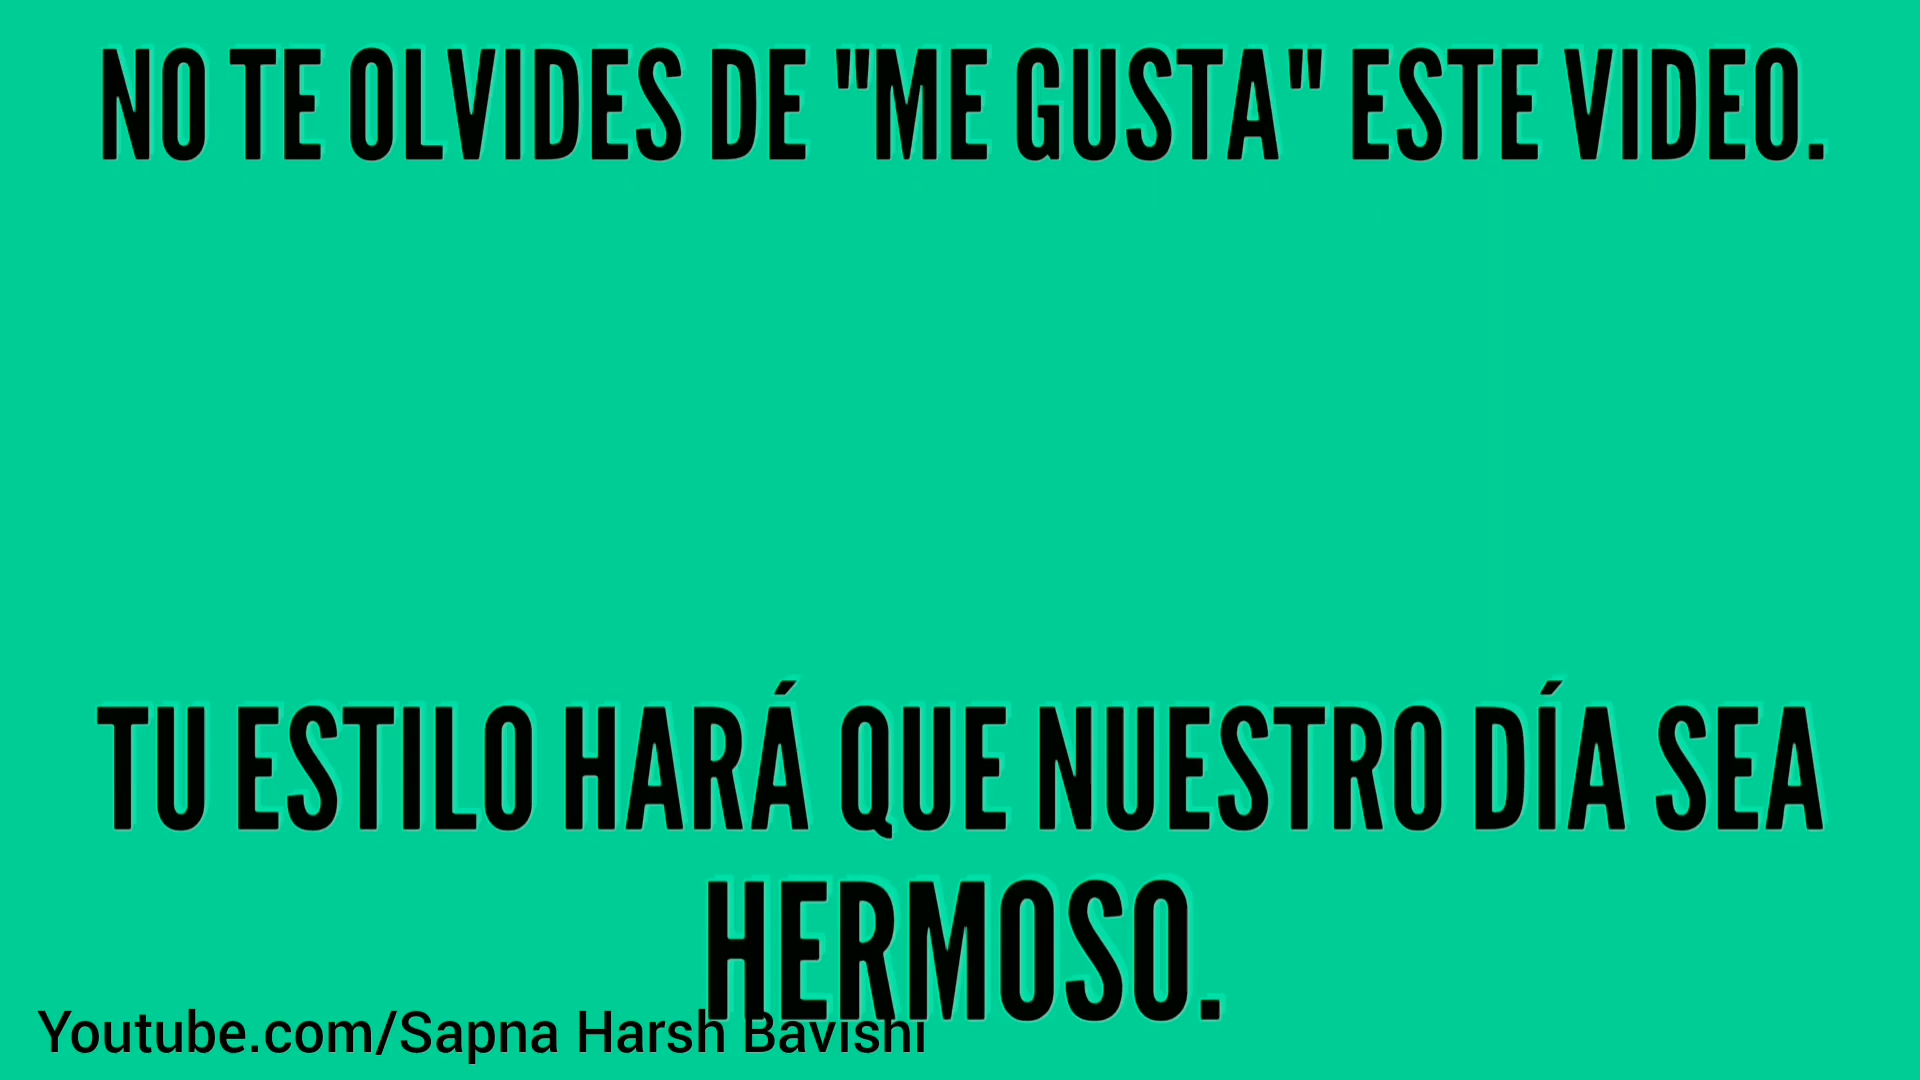 NO TE OLVIDES DE "ME GUSTA" ESTE VIDEO.
TU ESTILO HARÁ QUE NUESTRO DÍA SEA
HERMOSO.
Youtube.com/Sapna Harsh Bavishi